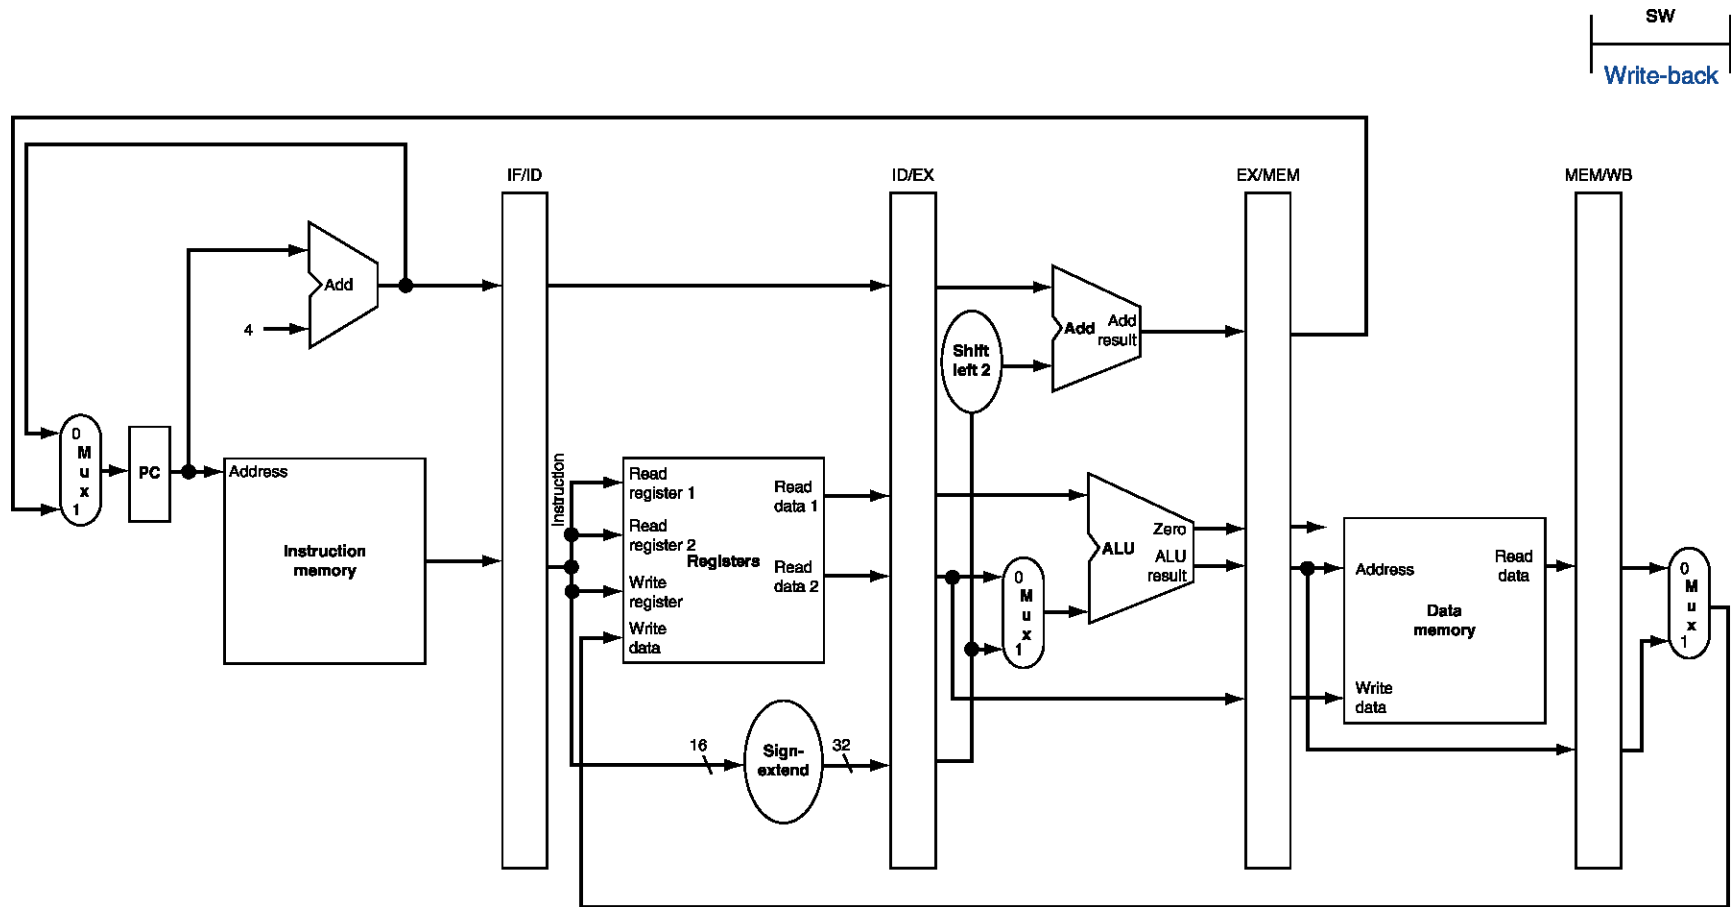 SW
Write-back
IF/ID
ID/EX
EX/MEM
MEM/WB
Add
4
Add
Add
result
Shift
left 2
0
M
u
x
1
PC
Address
Instruction
memory
Instruction
Read
register 1
Read
register 2
Registers
Write
register
Write
data
Read
data 1
Read
data 2
16
Sign-
extend
32
0
M
u
x
1
Zero
ALU
ALU
result
Address
Read
data
Data
memory
Write
data
0
M
u
x
1